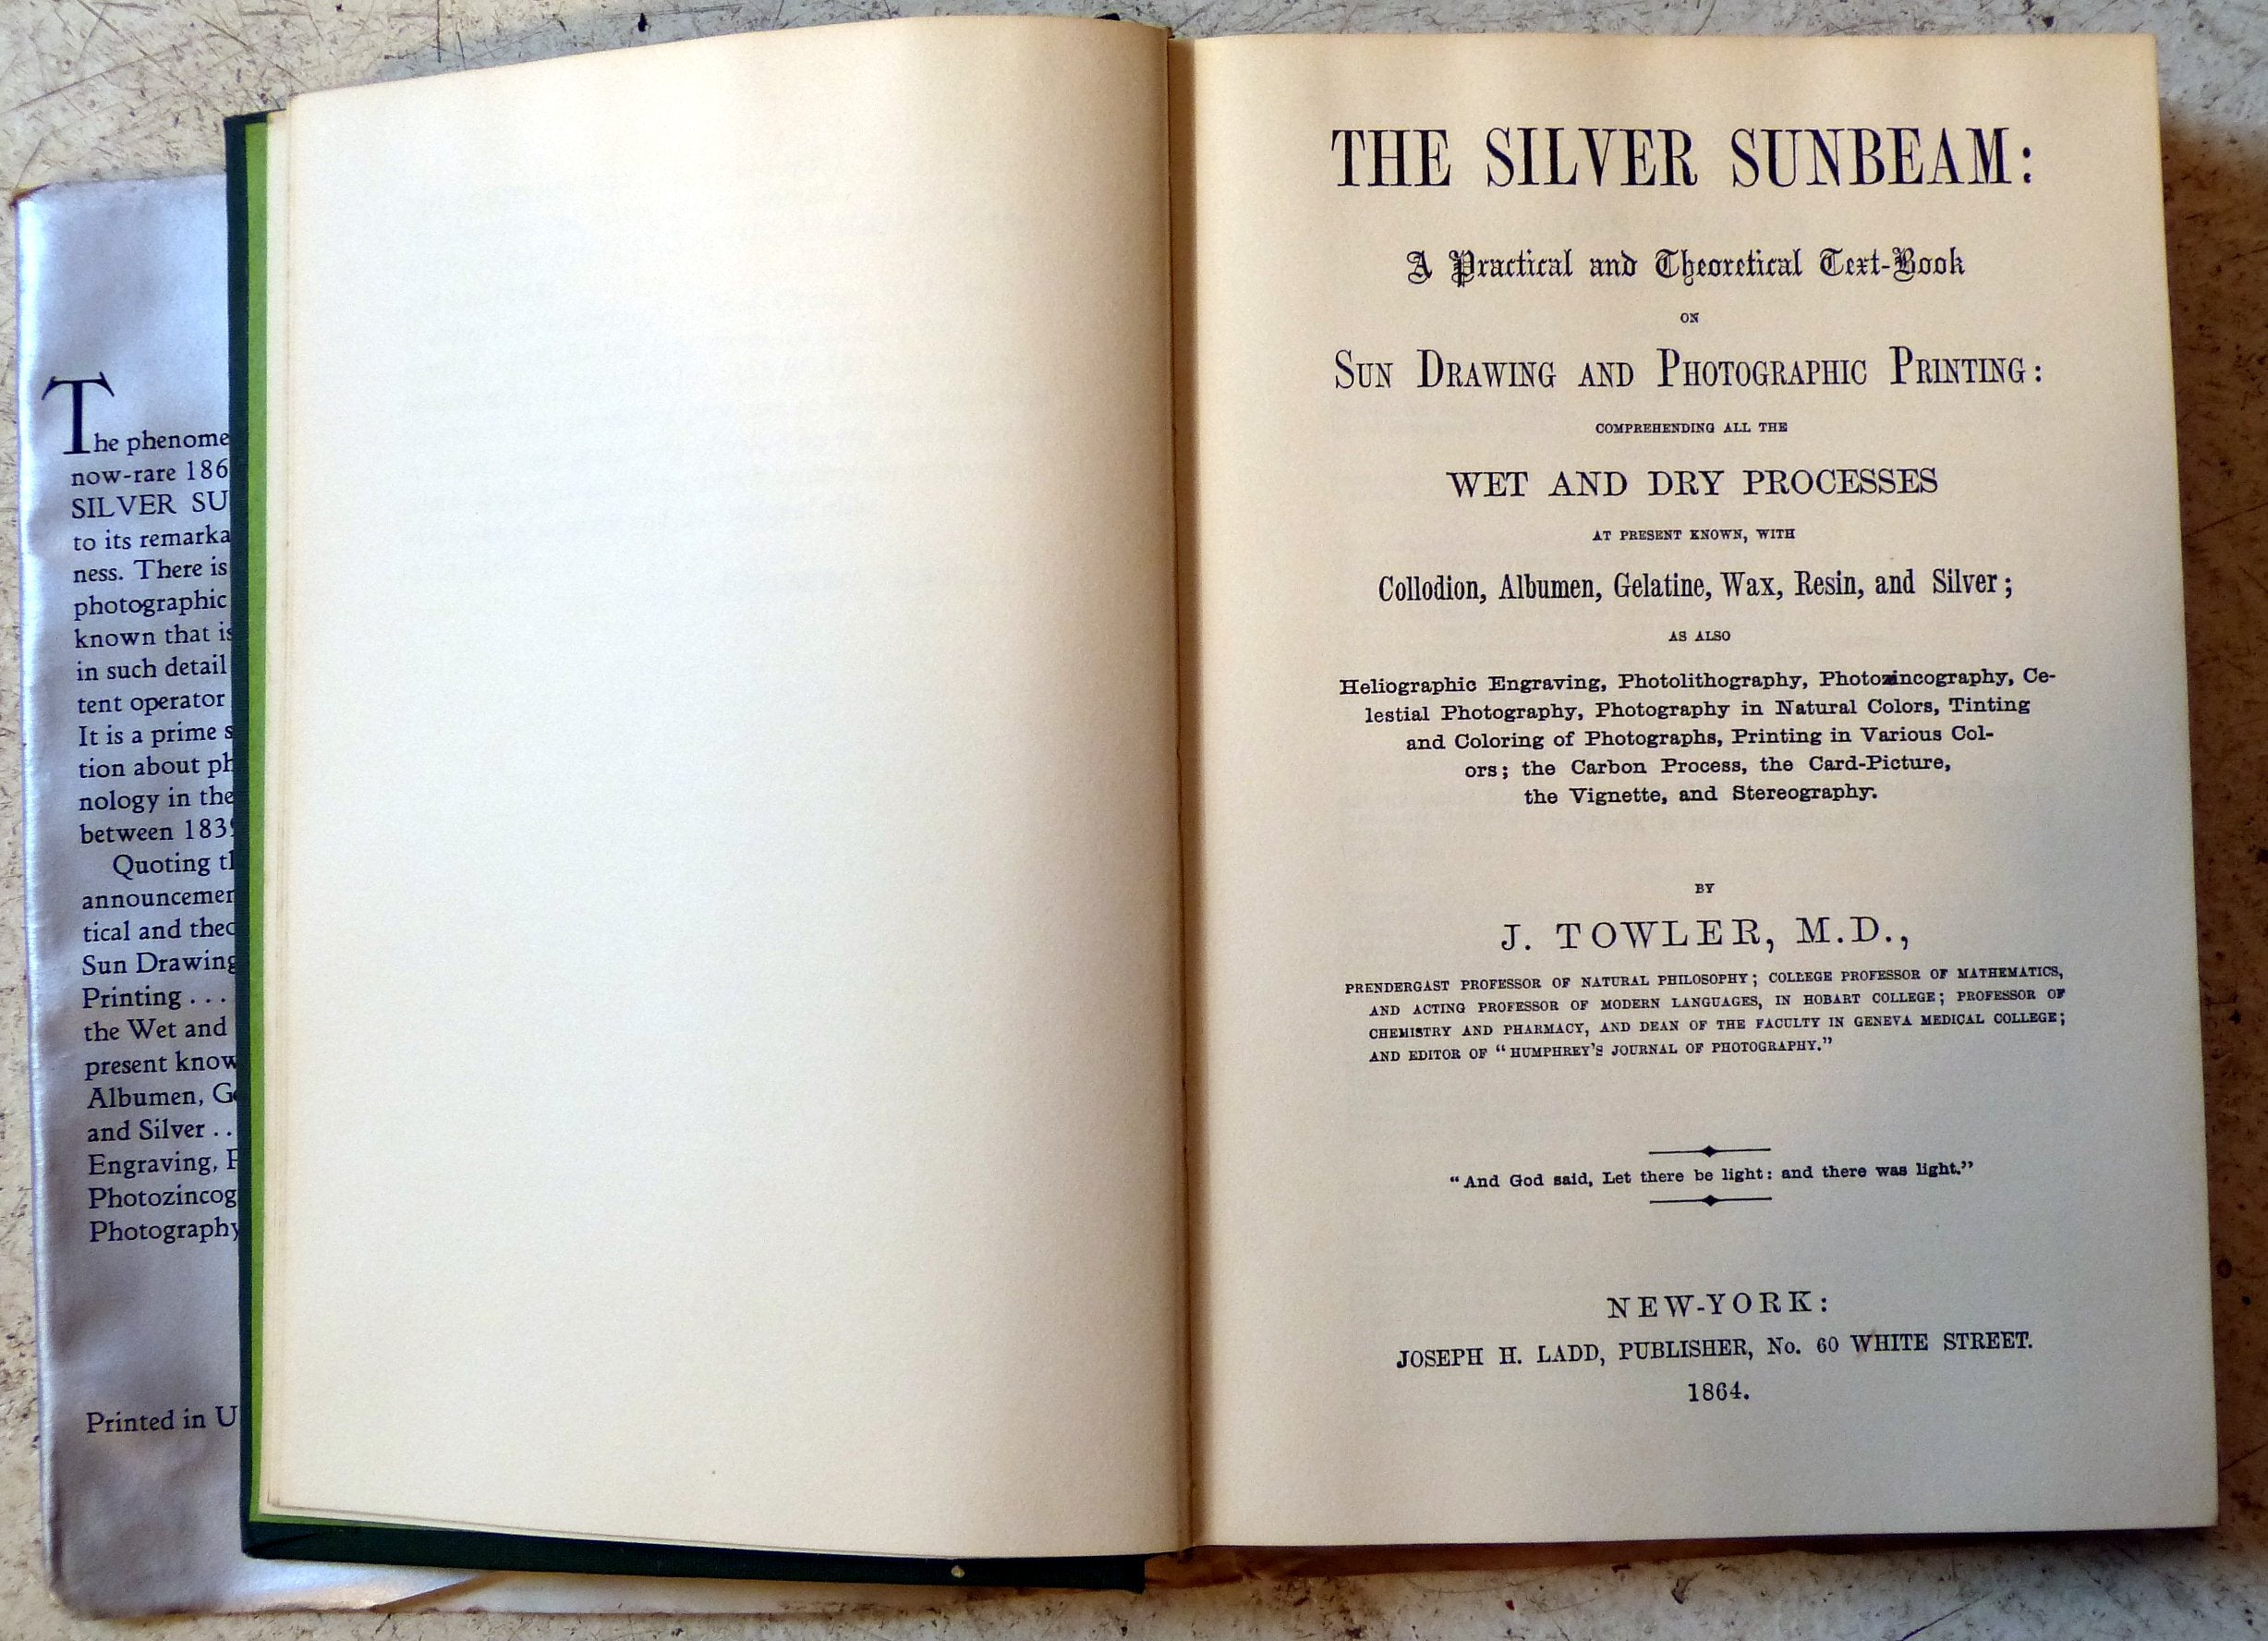 The phenome
now-rare 186
SILVER SU
to its remarka
ness. There is
photographic
known that is
in such detail
tent operator
It is a prime s
tion about ph
nology in the
between 1839
Quoting th
announcemen
tical and theo
Sun Drawing
Printing . . .
the Wet and
present know
Albumen, Ge
and Silver . .
Engraving, P
Photozincog
Photography
Printed in U
THE SILVER SUNBEAM:
A Practical and Theoretical Text-Book
ON
SUN DRAWING AND PHOTOGRAPHIC PRINTING:
COMPREHENDING ALL THE
WET AND DRY PROCESSES
AT PRESENT KNOWN, WITH
Collodion, Albumen, Gelatine, Wax, Resin, and Silver;
AS ALSO
Heliographic Engraving, Photolithography, Photozincography, Ce-
lestial Photography, Photography in Natural Colors, Tinting
and Coloring of Photographs, Printing in Various Col-
ors; the Carbon Process, the Card-Picture,
the Vignette, and Stereography.
BY
J. TOWLER, M.D.,
PRENDERGAST PROFESSOR OF NATURAL PHILOSOPHY; COLLEGE PROFESSOR OF MATHEMATICS,
AND ACTING PROFESSOR OF MODERN LANGUAGES, IN HOBART COLLEGE; PROFESSOR OF
CHEMISTRY AND PHARMACY, AND DEAN OF THE FACULTY IN GENEVA MEDICAL COLLEGE;
AND EDITOR OF "HUMPHREY'S JOURNAL OF PHOTOGRAPHY."
"And God said, Let there be light: and there was light."
NEW-YORK:
JOSEPH H. LADD, PUBLISHER, No. 60 WHITE STREET.
1864.